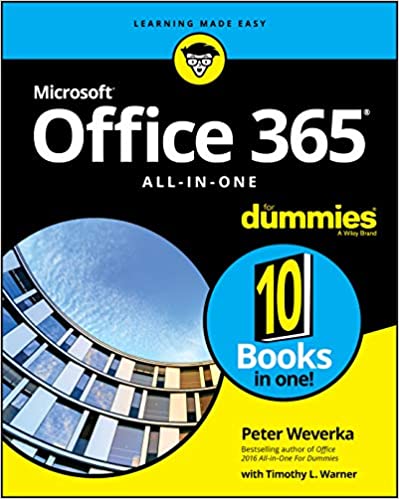 LEARNING MADE EASY
Microsoft®
Office 365®
ALL-IN-ONE
for
dummies®
A Wiley Brand
10
Books
in one!
Peter Weverka
Bestselling author of Office
2016 All-in-One For Dummies
with Timothy L. Warner